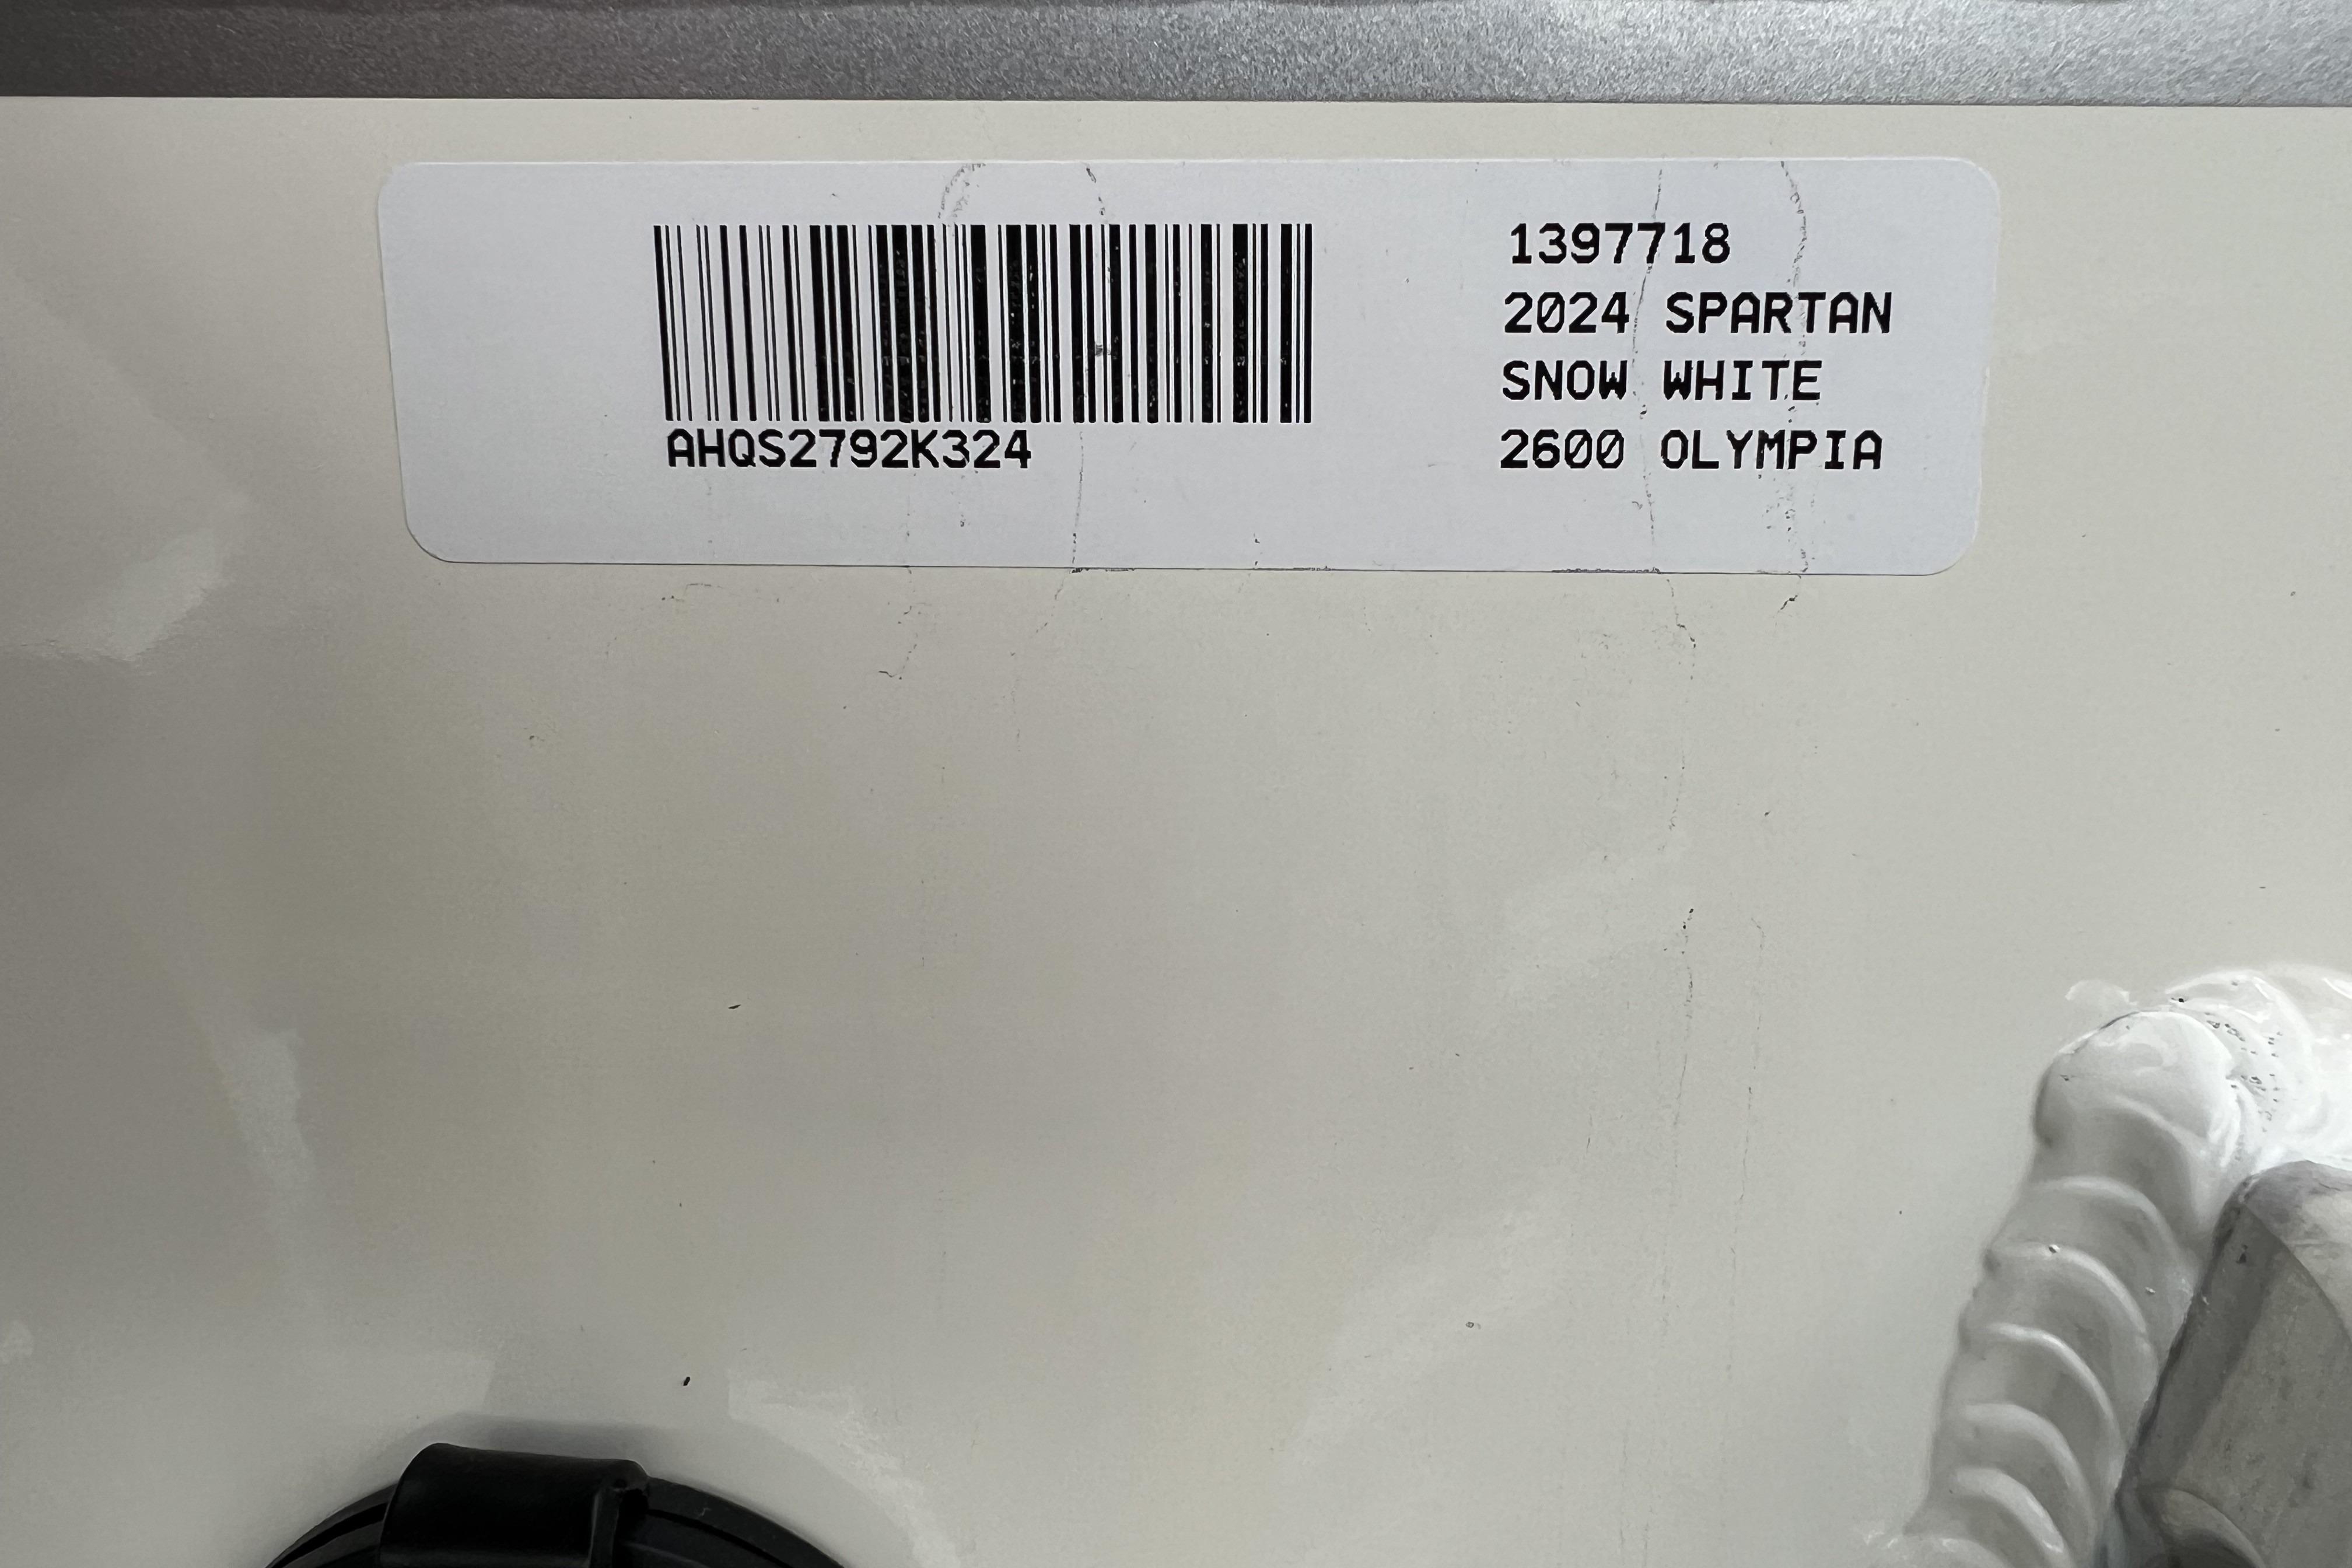 AHQS2792K324
1397718
2024 SPARTAN
SNOW WHITE
2600 OLYMPIA